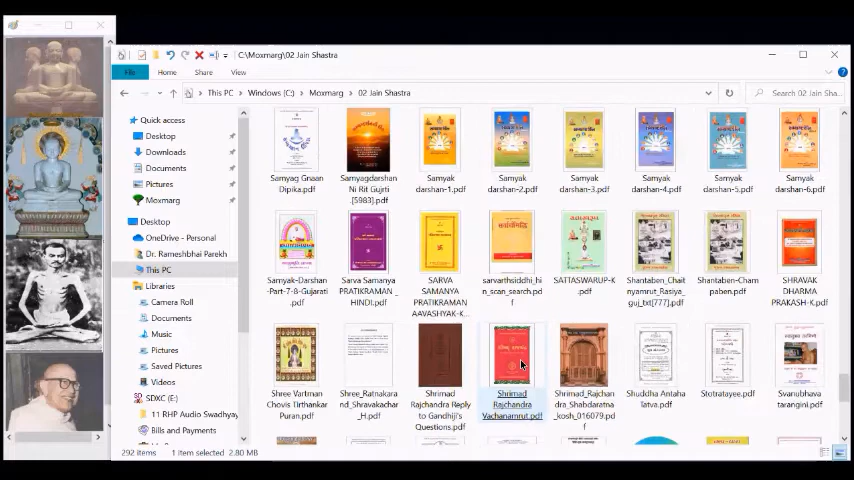 C:\Moxmarg\02 Jain Shastra
File
Home
Share
View
This PC
Windows (C:)
Moxmarg
02 Jain Shastra
Search 02 Jain Sha...
Quick access
Desktop
Downloads
Documents
Pictures
Moxmarg
Desktop
OneDrive - Personal
Dr. Rameshbhai Parekh
This PC
Libraries
Camera Roll
Documents
Music
Pictures
Saved Pictures
Videos
SDXC (E:)
11 RHP Audio Swadhyay
Bills and Payments
Samyag Gnaan
Dipika.pdf
Samyagdarshan
Ni Rit Gujrti
[5983].pdf
Samyak
darshan-1.pdf
Samyak
darshan-2.pdf
Samyak
darshan-3.pdf
Samyak
darshan-4.pdf
Samyak
darshan-5.pdf
Samyak
darshan-6.pdf
Samyak-Darshan
-Part-7-8-Gujarati
.pdf
Sarva Samanya
PRATIKRAMAN _
HINDI.pdf
SARVA
SAMANYA
PRATIKRAMAN
AAVASHYAK-K...
sarvarthsiddhi_hi
n_scan_search.pd
f
SATTASWARUP-K
.pdf
Shantaben_Chait
nyamrut_Rasiya_
guj_txt[777].pdf
Shantaben-Cham
paben.pdf
SHRAVAK
DHARMA
PRAKASH-K.pdf
Shree Vartman
Chovis Tirthankar
Puran.pdf
Shree_Ratnakara
nd_Shravakachar
_H.pdf
Shrimad
Rajchandra Reply
to Gandhiji's
Questions.pdf
Shrimad
Rajchandra
Vachanamrut.pdf
Shrimad_Rajchan
dra_Shabdaratna
_kosh_016079.pd
f
Shuddha Antaha
Tatva.pdf
Stotratayee.pdf
Svanubhava
tarangini.pdf
292 items
1 item selected
2.80 MB